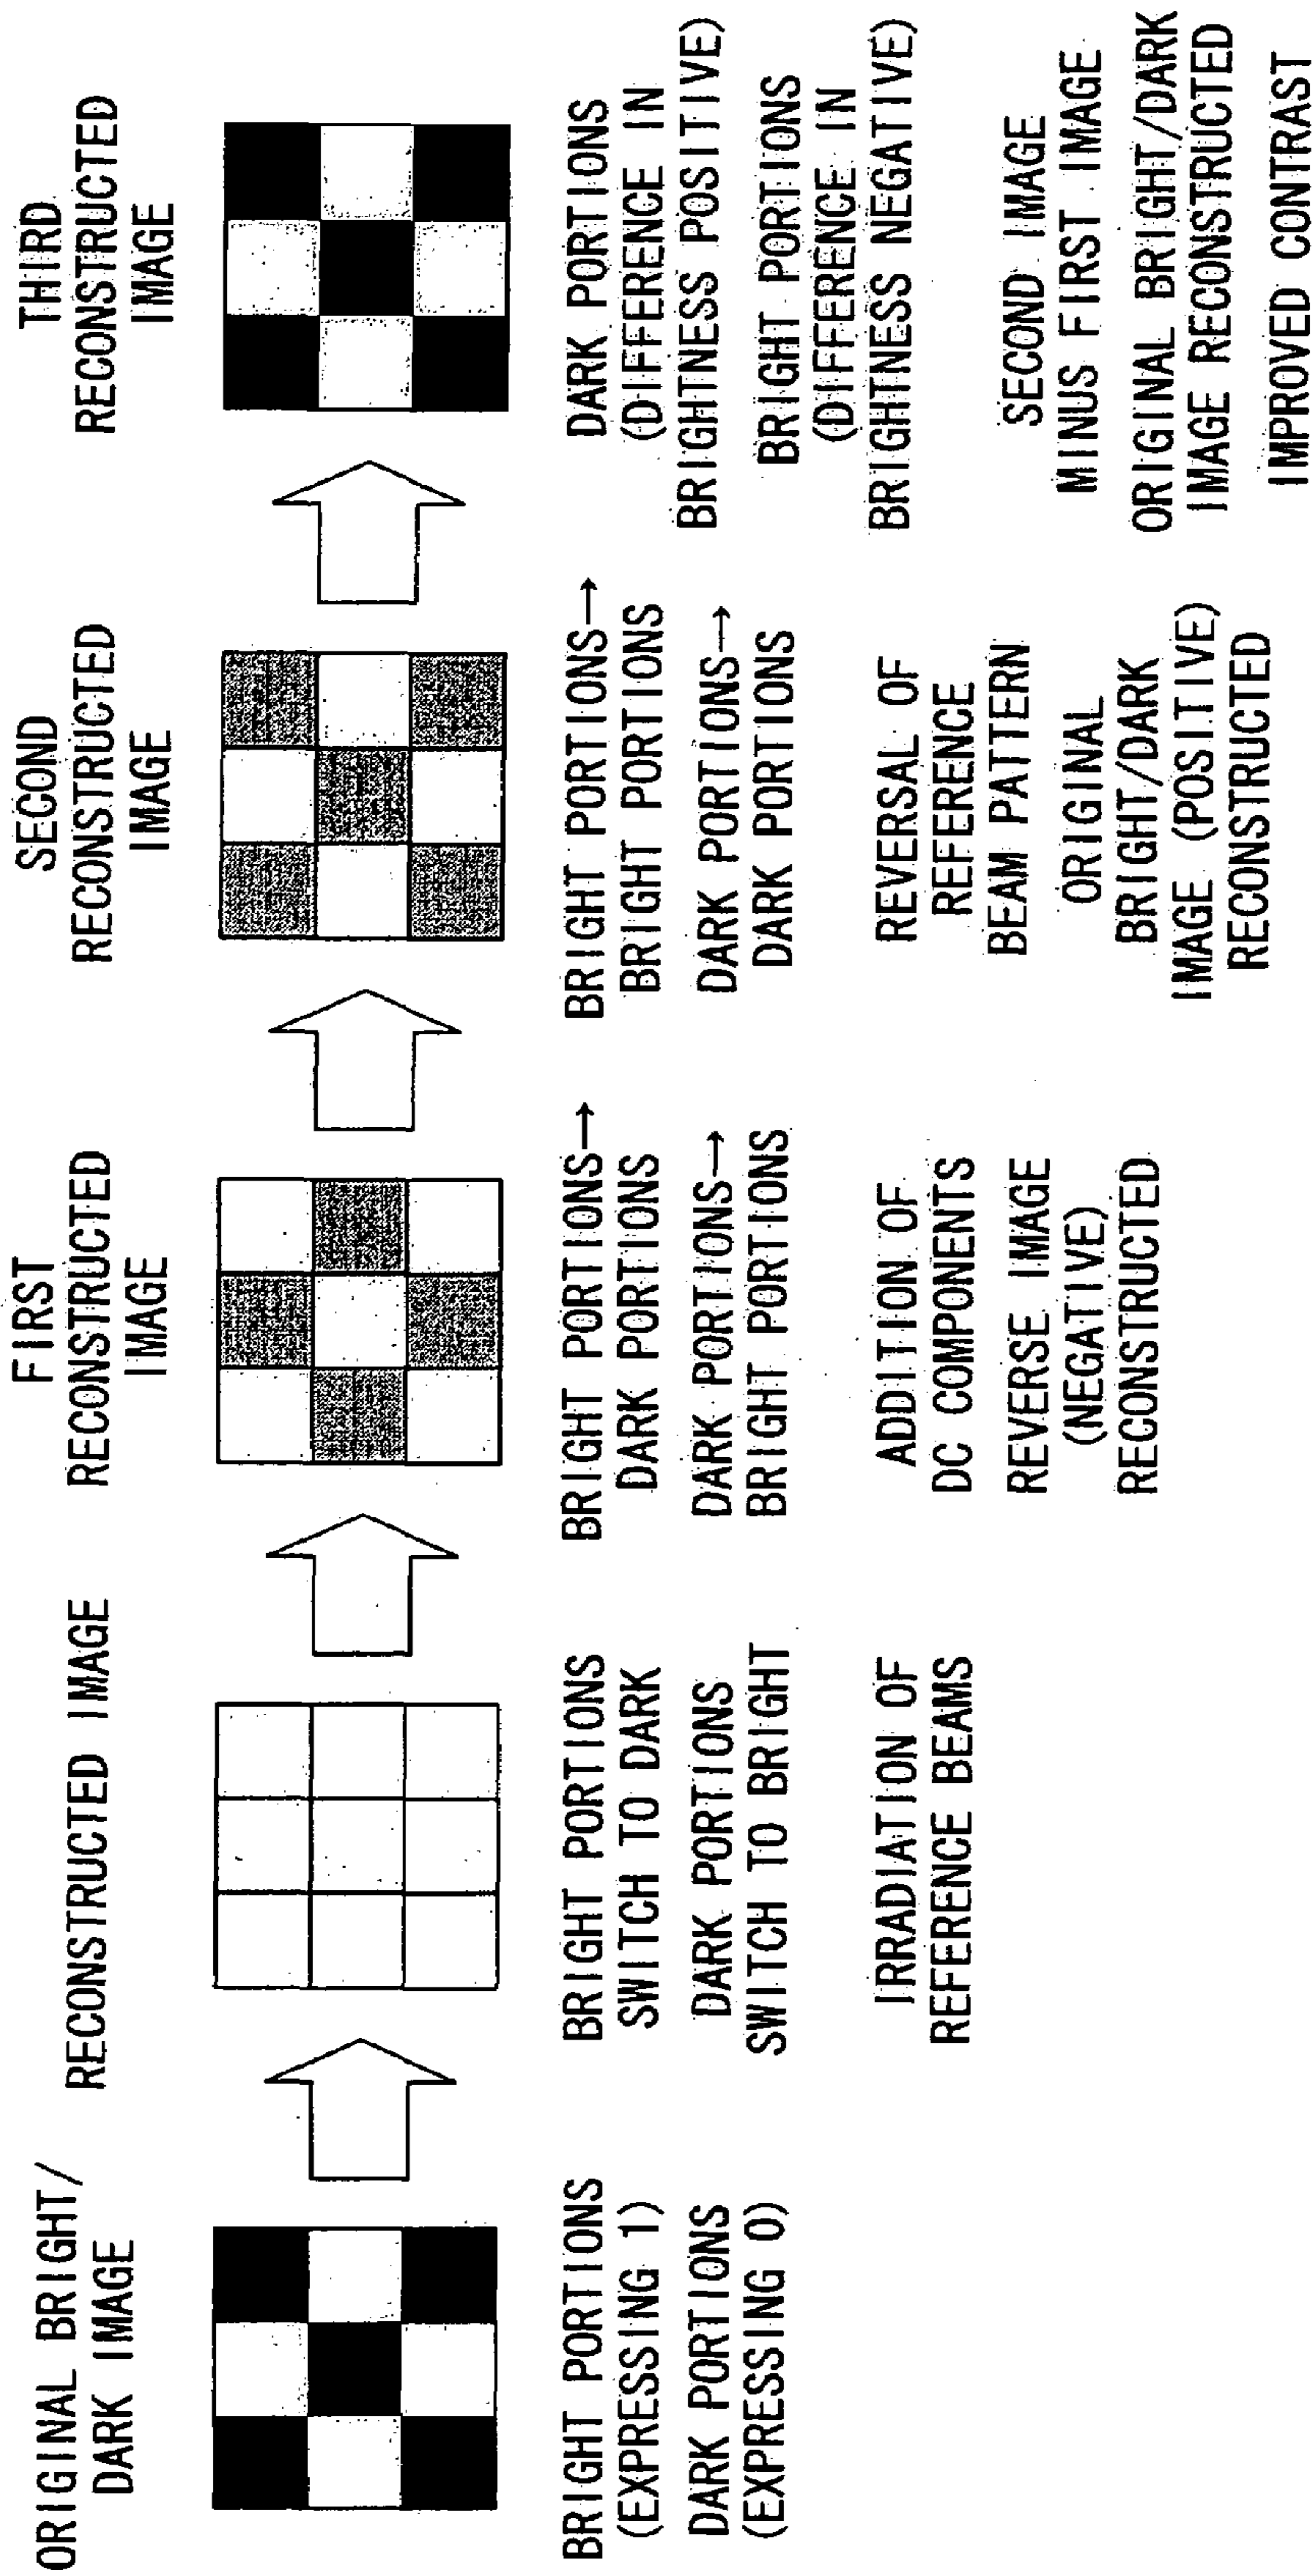 ORIGINAL BRIGHT/
DARK IMAGE
BRIGHT PORTIONS
(EXPRESSING 1)
DARK PORTIONS
(EXPRESSING 0)
RECONSTRUCTED IMAGE
BRIGHT PORTIONS
SWITCH TO DARK
DARK PORTIONS
SWITCH TO BRIGHT
IRRADIATION OF
REFERENCE BEAMS
FIRST
RECONSTRUCTED
IMAGE
BRIGHT PORTIONS→
DARK PORTIONS
DARK PORTIONS→
BRIGHT PORTIONS
ADDITION OF
DC COMPONENTS
REVERSE IMAGE
(NEGATIVE)
RECONSTRUCTED
SECOND
RECONSTRUCTED
IMAGE
BRIGHT PORTIONS→
BRIGHT PORTIONS
DARK PORTIONS→
DARK PORTIONS
REVERSAL OF
REFERENCE
BEAM PATTERN
ORIGINAL
BRIGHT/DARK
IMAGE (POSITIVE)
RECONSTRUCTED
THIRD
RECONSTRUCTED
IMAGE
DARK PORTIONS
(DIFFERENCE IN
BRIGHTNESS POSITIVE)
BRIGHT PORTIONS
(DIFFERENCE IN
BRIGHTNESS NEGATIVE)
SECOND IMAGE
MINUS FIRST IMAGE
ORIGINAL BRIGHT/DARK
IMAGE RECONSTRUCTED
IMPROVED CONTRAST